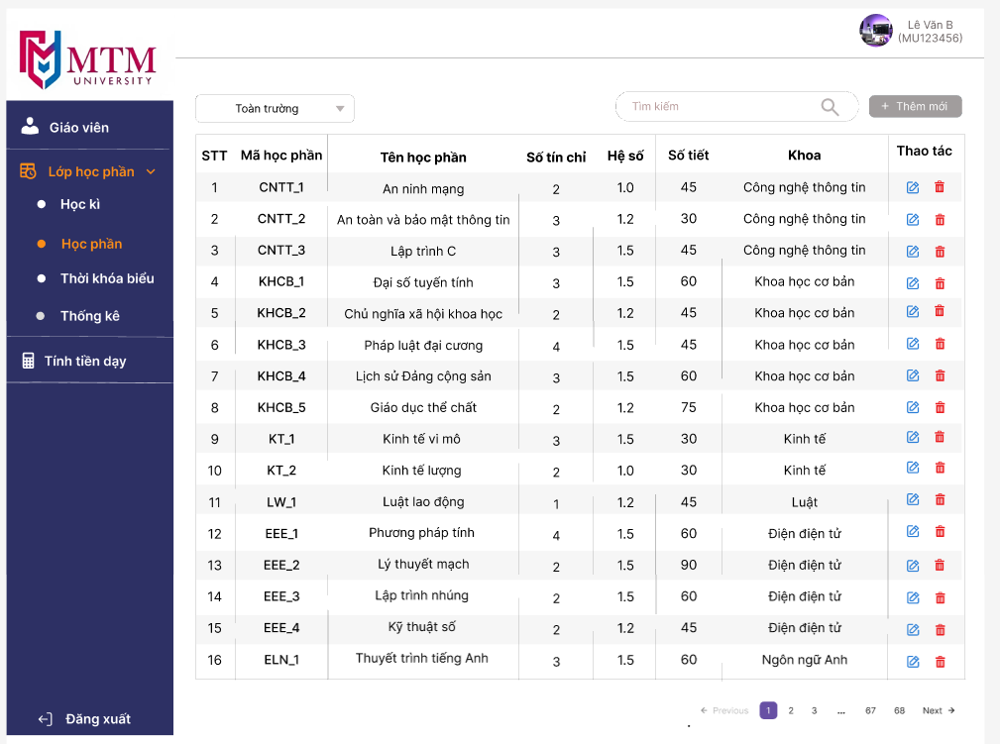 Lê Văn B
(MU123456)
MTM
UNIVERSITY
Giáo viên
Lớp học phần
Học kì
Học phần
Thời khóa biểu
Thống kê
Tính tiền dạy
Đăng xuất
Toàn trường
Tìm kiếm
+ Thêm mới
STT Mã học phần Tên học phần Số tín chỉ Hệ số Số tiết Khoa Thao tác
1 CNTT_1 An ninh mạng 2 1.0 45 Công nghệ thông tin
2 CNTT_2 An toàn và bảo mật thông tin 3 1.2 30 Công nghệ thông tin
3 CNTT_3 Lập trình C 3 1.5 45 Công nghệ thông tin
4 KHCB_1 Đại số tuyến tính 3 1.5 60 Khoa học cơ bản
5 KHCB_2 Chủ nghĩa xã hội khoa học 2 1.2 45 Khoa học cơ bản
6 KHCB_3 Pháp luật đại cương 4 1.5 45 Khoa học cơ bản
7 KHCB_4 Lịch sử Đảng cộng sản 3 1.5 60 Khoa học cơ bản
8 KHCB_5 Giáo dục thể chất 2 1.2 75 Khoa học cơ bản
9 KT_1 Kinh tế vi mô 3 1.5 30 Kinh tế
10 KT_2 Kinh tế lượng 2 1.0 30 Kinh tế
11 LW_1 Luật lao động 1 1.2 45 Luật
12 EEE_1 Phương pháp tính 4 1.5 60 Điện điện tử
13 EEE_2 Lý thuyết mạch 2 1.5 90 Điện điện tử
14 EEE_3 Lập trình nhúng 2 1.5 60 Điện điện tử
15 EEE_4 Kỹ thuật số 2 1.2 45 Điện điện tử
16 ELN_1 Thuyết trình tiếng Anh 3 1.5 60 Ngôn ngữ Anh
← Previous 1 2 3 ... 67 68 Next →